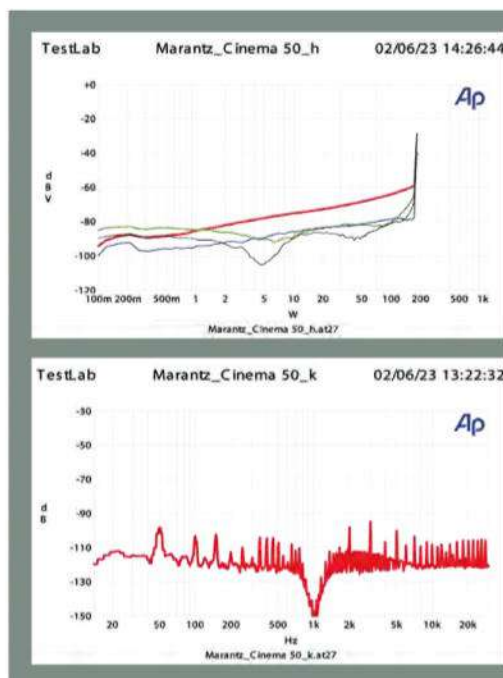 TestLab Marantz_Cinema 50_h 02/06/23 14:26:44
+0
-20
-40
-60
-80
-100
-120
d
B
V
AP
100m 200m 500m 1 2 5 10 20 50 100 200 500 1k
W
Marantz_Cinema 50_h.at27
TestLab Marantz_Cinema 50_k 02/06/23 13:22:32
-30
-50
-70
-90
-110
-130
-150
d
B
AP
20 50 100 200 500 1k 2k 5k 10k 20k
Hz
Marantz_Cinema 50_k.at27